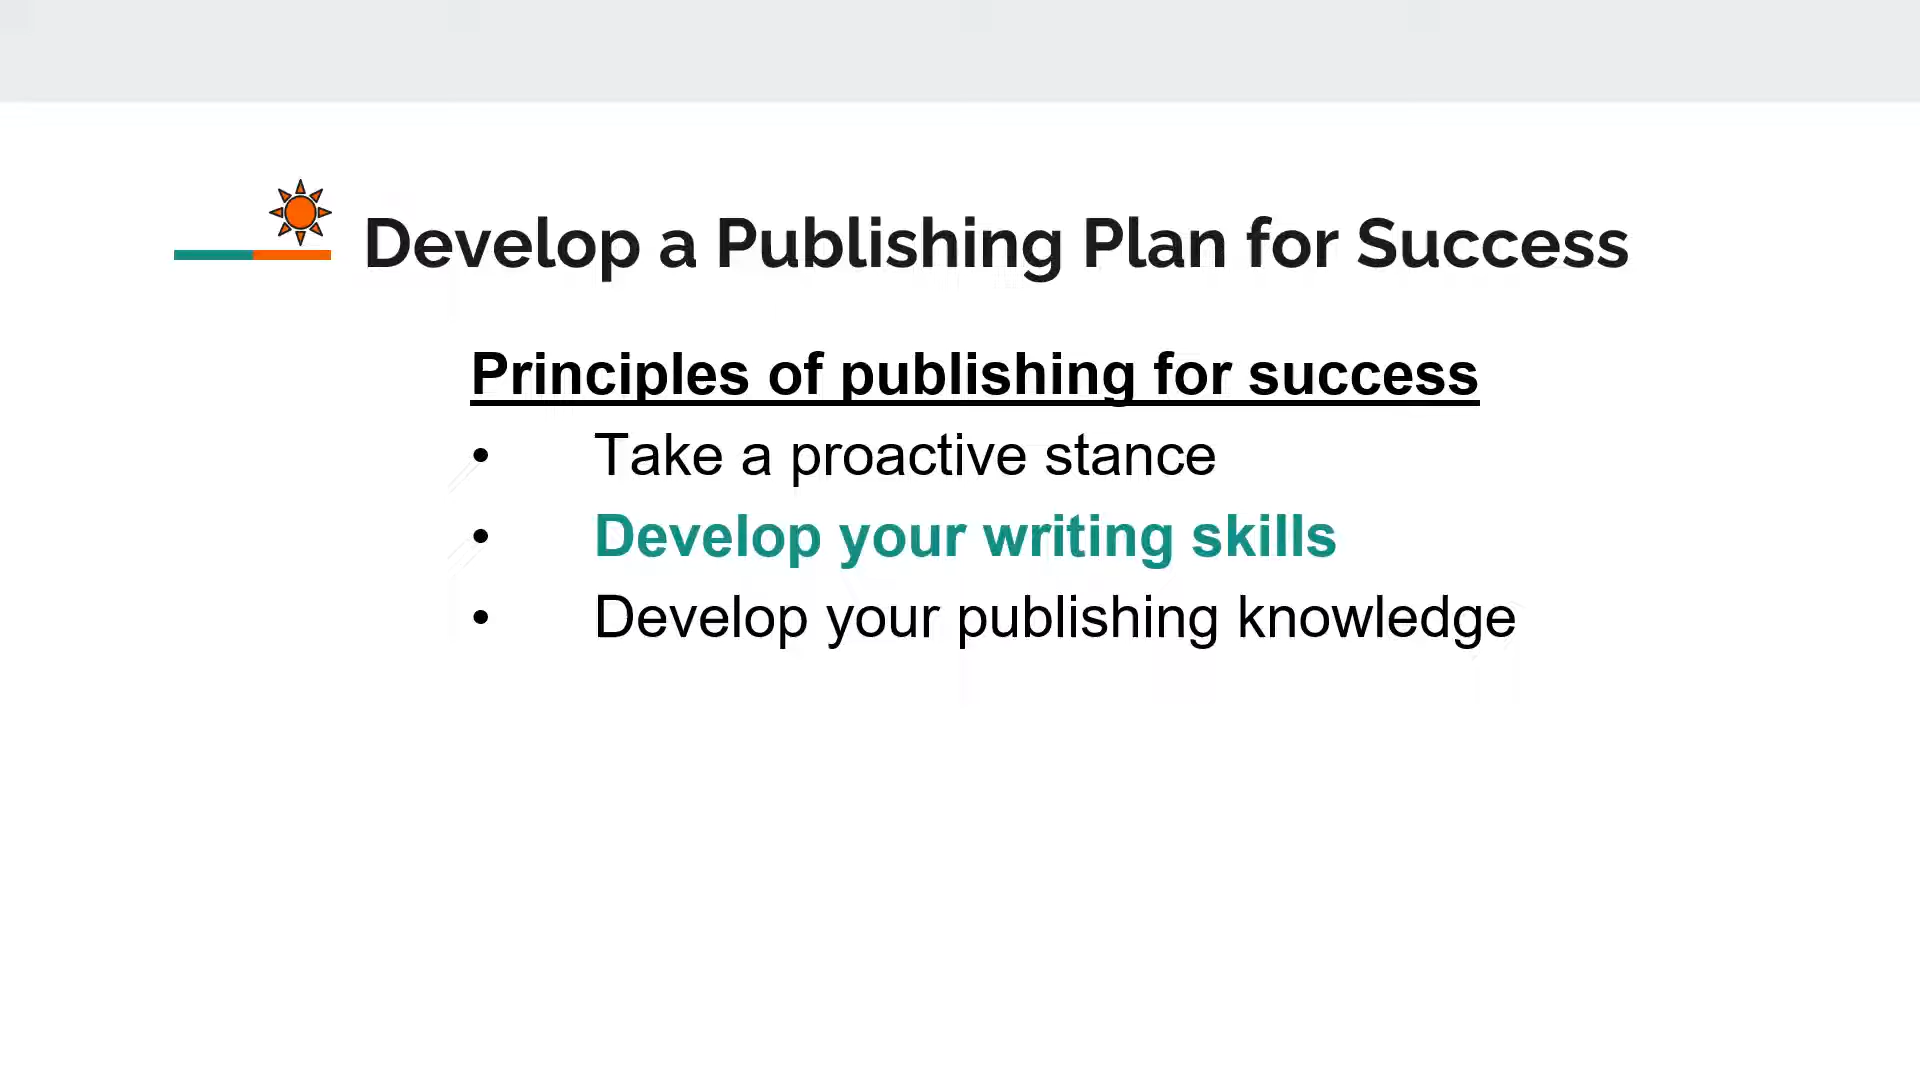 Develop a Publishing Plan for Success
Principles of publishing for success
• Take a proactive stance
• Develop your writing skills
• Develop your publishing knowledge